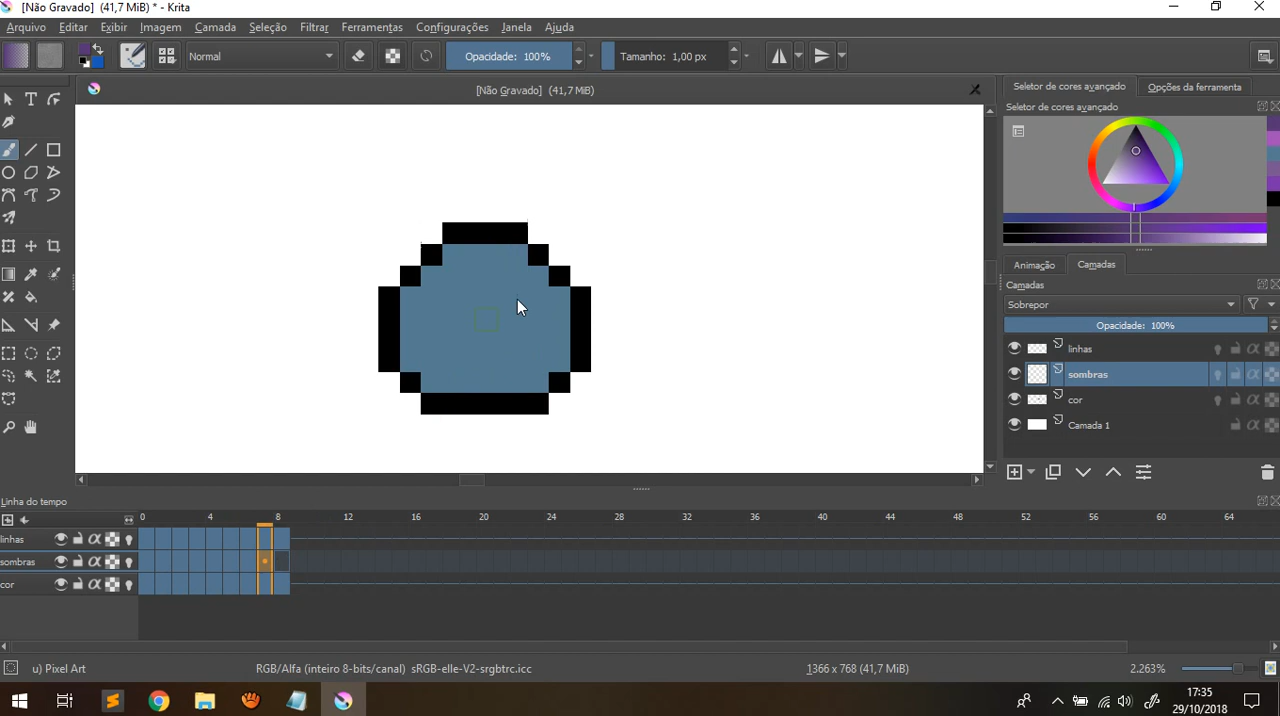 [Não Gravado] (41,7 MiB) * - Krita
Arquivo Editar Exibir Imagem Camada Seleção Filtrar Ferramentas Configurações Janela Ajuda
Normal Opacidade: 100% Tamanho: 1,00 px
[Não Gravado] (41,7 MiB)
Seletor de cores avançado Opções da ferramenta
Seletor de cores avançado
Animação Camadas
Camadas
Sobrepor
Opacidade: 100%
linhas
sombras
cor
Camada 1
Linha do tempo
0 4 8 12 16 20 24 28 32 36 40 44 48 52 56 60 64
linhas
sombras
cor
u) Pixel Art RGB/Alfa (inteiro 8-bits/canal) sRGB-elle-V2-srgbtrc.icc 1366 x 768 (41,7 MiB) 2.263%
17:35
29/10/2018